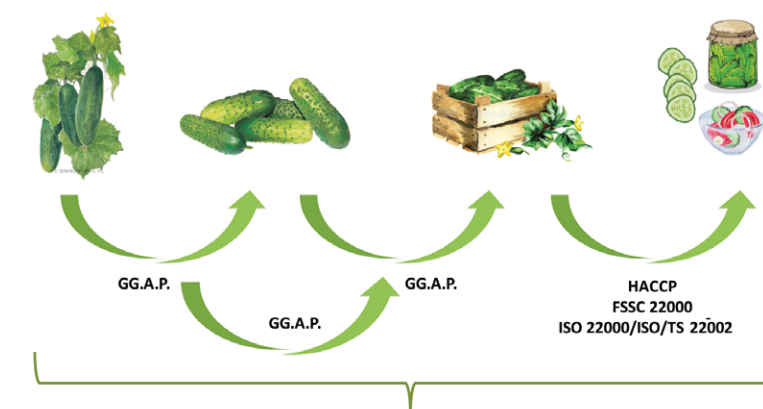 GG.A.P.
GG.A.P.
GG.A.P.
HACCP
FSSC 22000
ISO 22000/ISO/TS 22002